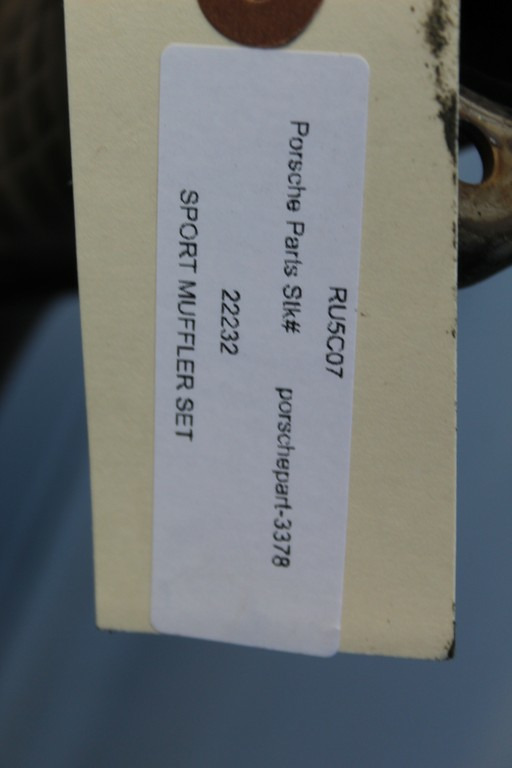 RU5C07
Porsche Parts Stk# porschepart-3378
22232
SPORT MUFFLER SET